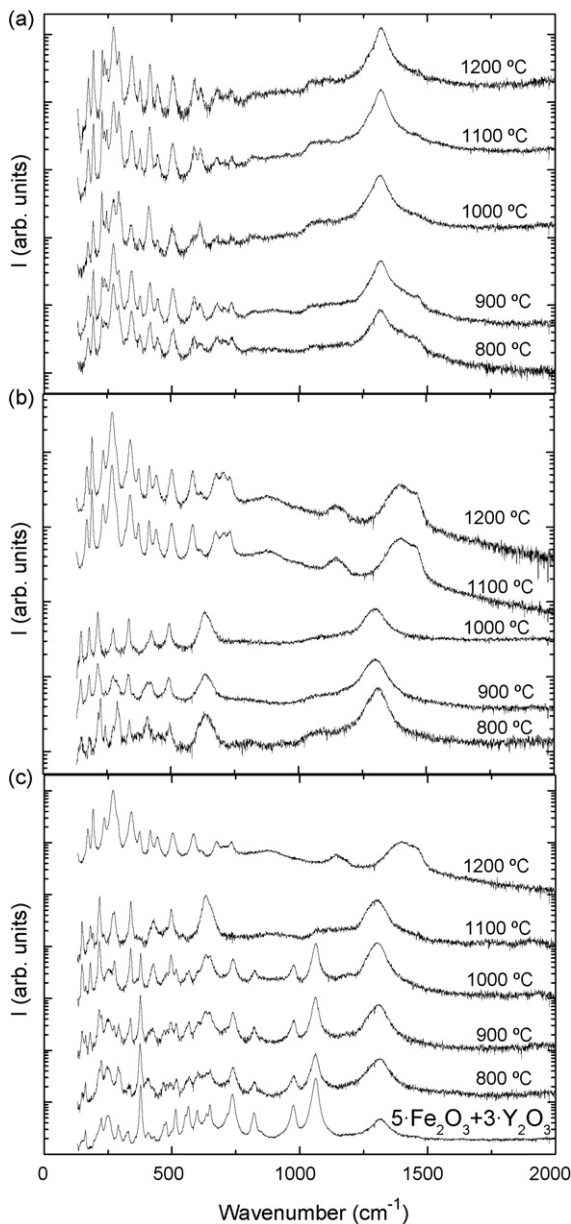 (a)
1200 ºC
1100 ºC
1000 ºC
900 ºC
800 ºC
I (arb. units)
(b)
1200 ºC
1100 ºC
1000 ºC
900 ºC
800 ºC
I (arb. units)
(c)
1200 ºC
1100 ºC
1000 ºC
900 ºC
800 ºC
5·Fe₂O₃+3·Y₂O₃
I (arb. units)
0 500 1000 1500 2000
Wavenumber (cm⁻¹)